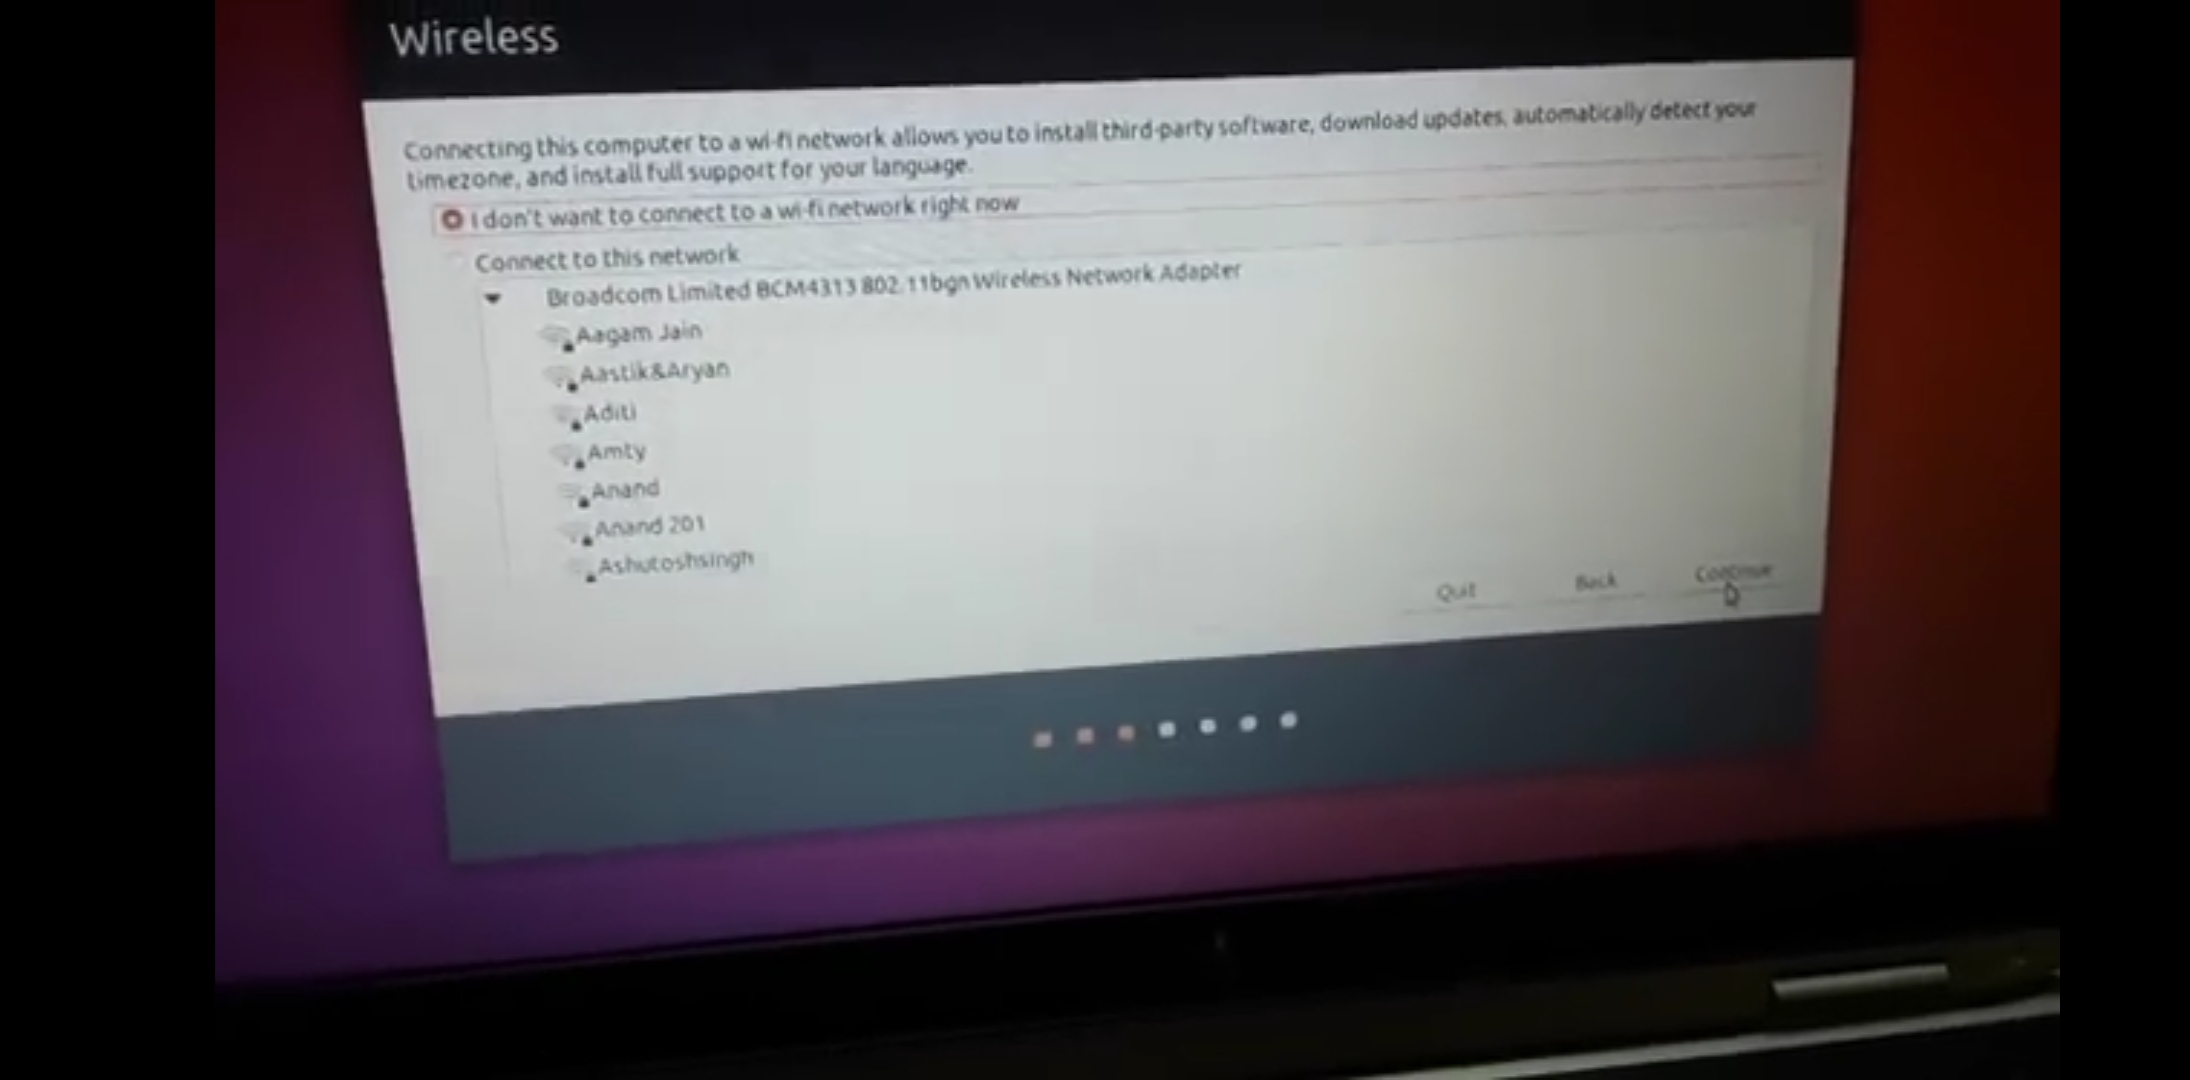 Wireless
Connecting this computer to a wi-fi network allows you to install third-party software, download updates, automatically detect your
timezone, and install full support for your language.
I don't want to connect to a wi-fi network right now
Connect to this network
Broadcom Limited BCM4313 802.11bgn Wireless Network Adapter
Aagam Jain
Aastik&Aryan
Aditi
Amty
Anand
Anand 201
Ashutoshsingh
Quit
Back
Continue